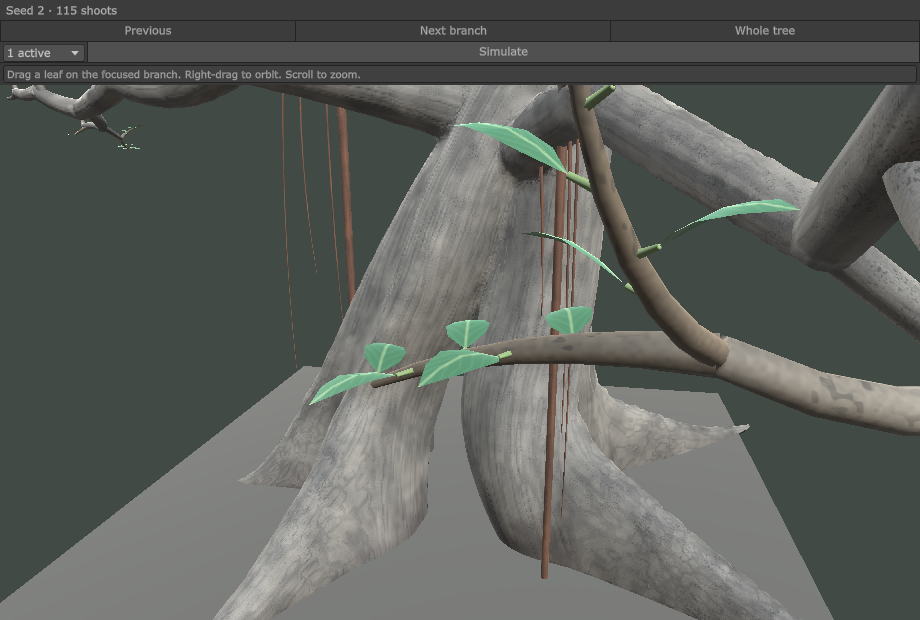 Seed 2 · 115 shoots
Previous
Next branch
Whole tree
1 active
Simulate
Drag a leaf on the focused branch. Right-drag to orbit. Scroll to zoom.